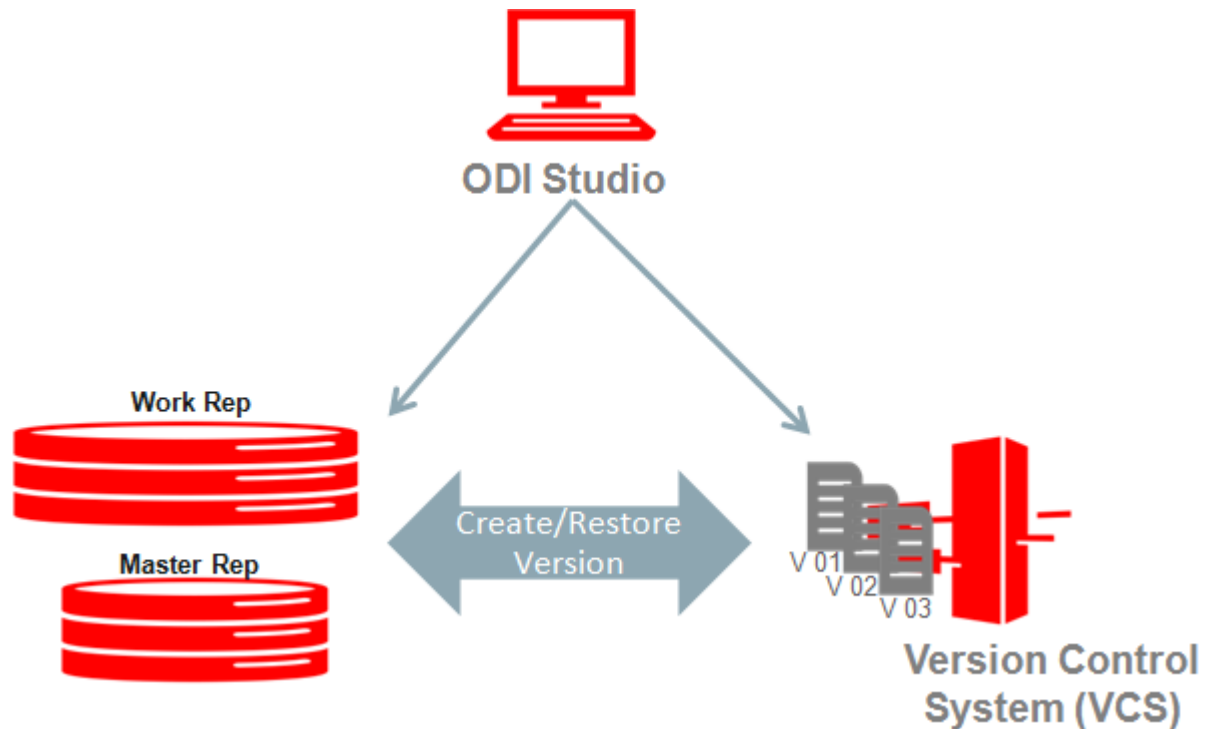 ODI Studio
Work Rep
Create/Restore
Version
Master Rep
V 01
V 02
V 03
Version Control
System (VCS)